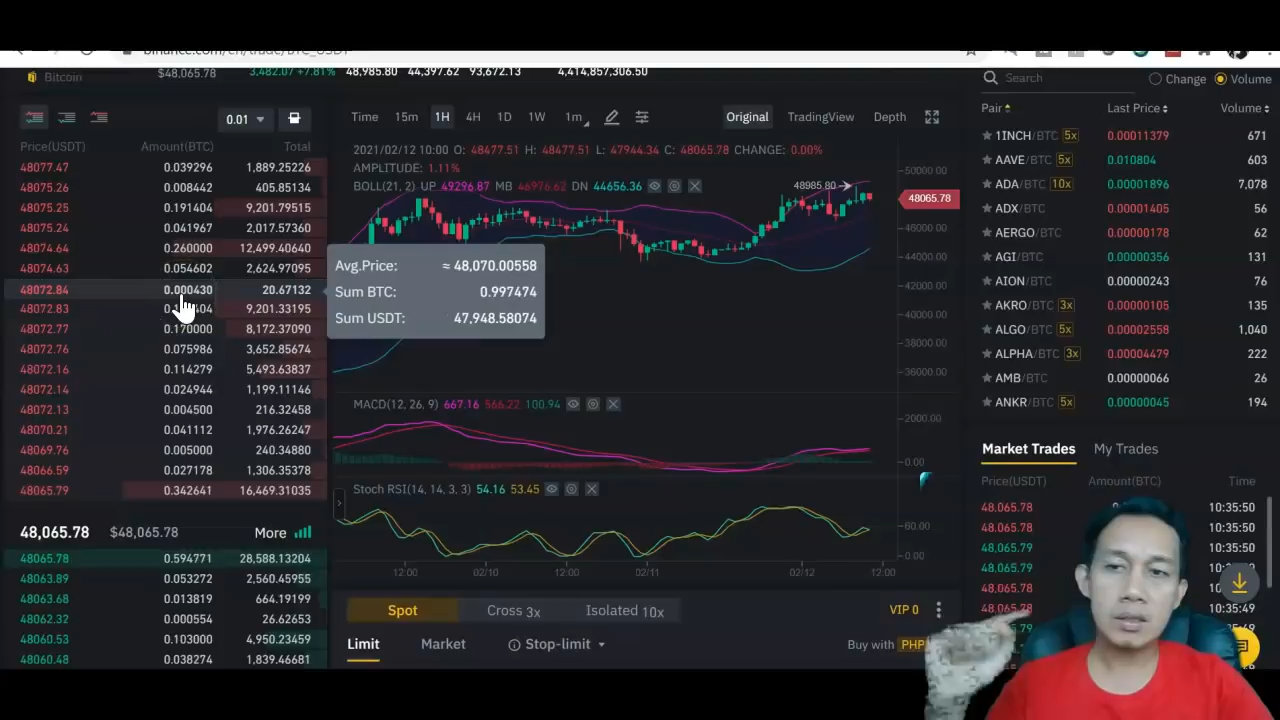 Bitcoin
$48,065.78
3,482.07 +7.81%
48,985.80
44,397.62
93,672.13
4,414,857,306.50
0.01
Price(USDT) Amount(BTC) Total
48077.47 0.039296 1,889.25226
48075.26 0.008442 405.85134
48075.25 0.191404 9,201.79515
48075.24 0.041967 2,017.57360
48074.64 0.260000 12,499.40640
48074.63 0.054602 2,624.97095
48072.84 0.000430 20.67132
48072.83 9,201.33195
48072.77 0.170000 8,172.37090
48072.76 0.075986 3,652.85674
48072.16 0.114279 5,493.63837
48072.14 0.024944 1,199.11146
48072.13 0.004500 216.32458
48070.21 0.041112 1,976.26247
48069.76 0.005000 240.34880
48066.59 0.027178 1,306.35378
48065.79 0.342641 16,469.31035
48,065.78 $48,065.78 More
48065.78 0.594771 28,588.13204
48063.89 0.053272 2,560.45955
48063.68 0.013819 664.19199
48062.32 0.000554 26.62653
48060.53 0.103000 4,950.23459
48060.48 0.038274 1,839.46681
Time 15m 1H 4H 1D 1W 1m
Original TradingView Depth
2021/02/12 10:00 O: 48477.51 H: 48477.51 L: 47944.34 C: 48065.78 CHANGE: 0.00%
AMPLITUDE: 1.11%
BOLL(21, 2) UP 49296.87 MB 46976.62 DN 44656.36
48985.80
50000.00
48065.78
46000.00
44000.00
42000.00
40000.00
38000.00
36000.00
Avg.Price: ≈ 48,070.00558
Sum BTC: 0.997474
Sum USDT: 47,948.58074
MACD(12, 26, 9) 667.16 566.22 100.94
2000.00
0.00
Stoch RSI(14, 14, 3, 3) 54.16 53.45
60.00
0.00
12:00 02/10 12:00 02/11 02/12 12:00
Spot Cross 3x Isolated 10x
VIP 0
Limit Market Stop-limit
Buy with PHP
Search
Change Volume
Pair Last Price Volume
1INCH/BTC 5x 0.00011379 671
AAVE/BTC 5x 0.010804 603
ADA/BTC 10x 0.00001896 7,078
ADX/BTC 0.00001405 56
AERGO/BTC 0.00000178 62
AGI/BTC 0.00000356 131
AION/BTC 0.00000243 76
AKRO/BTC 3x 0.00000105 135
ALGO/BTC 5x 0.00002558 1,040
ALPHA/BTC 3x 0.00004479 222
AMB/BTC 0.00000066 26
ANKR/BTC 5x 0.00000045 194
Market Trades My Trades
Price(USDT) Amount(BTC) Time
48,065.78 10:35:50
48,065.78 10:35:50
48,065.79 10:35:50
48,065.79
48,065.78
48,065.78 10:35:49